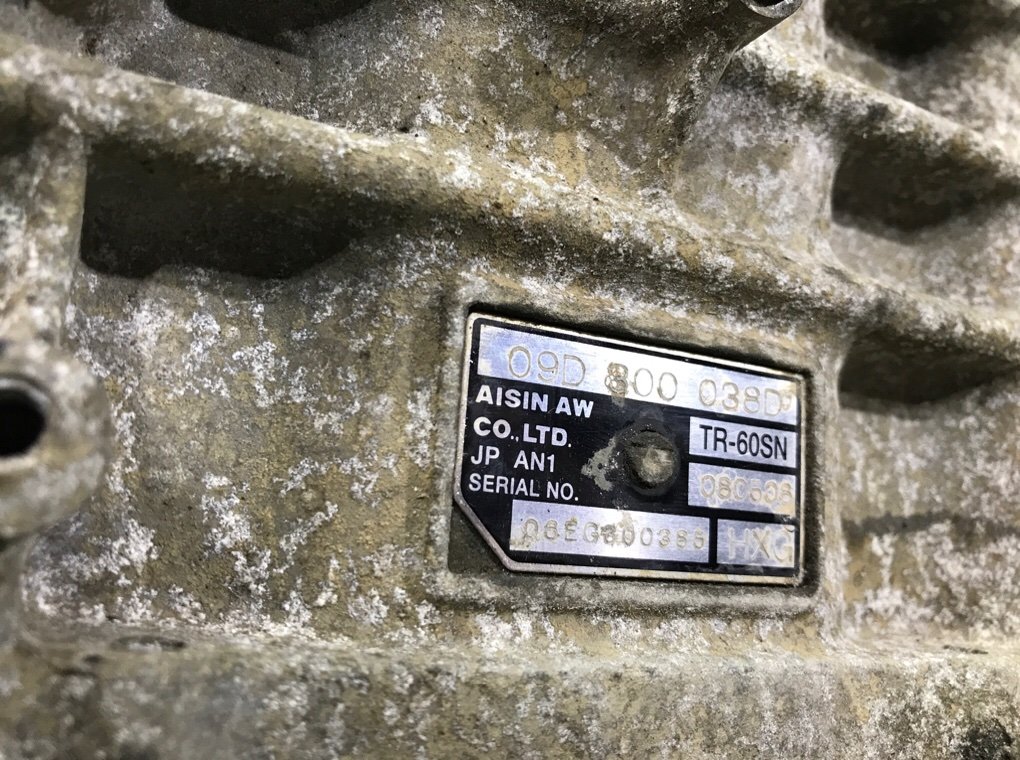 09D 300 038D
AISIN AW
CO.,LTD.
TR-60SN
JP AN1
SERIAL NO.
HXG